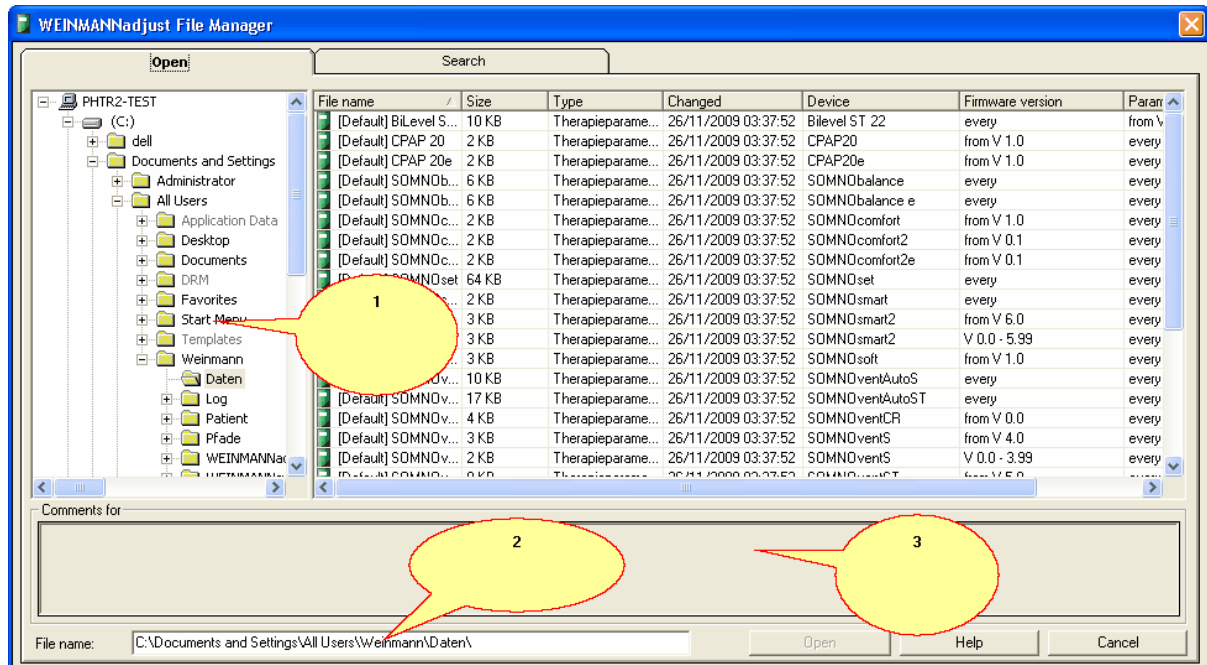 WEINMANNadjust File Manager
Open Search
PHTR2-TEST
(C:)
dell
Documents and Settings
Administrator
All Users
Application Data
Desktop
Documents
DRM
Favorites
Start Menu
Templates
Weinmann
Daten
Log
Patient
Pfade
WEINMANNad
File name Size Type Changed Device Firmware version Param
[Default] BiLevel S... 10 KB Therapieparame... 26/11/2009 03:37:52 Bilevel ST 22 every from V
[Default] CPAP 20 2 KB Therapieparame... 26/11/2009 03:37:52 CPAP20 from V 1.0 every
[Default] CPAP 20e 2 KB Therapieparame... 26/11/2009 03:37:52 CPAP20e from V 1.0 every
[Default] SOMNOb... 6 KB Therapieparame... 26/11/2009 03:37:52 SOMNObalance every every
[Default] SOMNOb... 6 KB Therapieparame... 26/11/2009 03:37:52 SOMNObalance e every every
[Default] SOMNOc... 2 KB Therapieparame... 26/11/2009 03:37:52 SOMNOcomfort from V 1.0 every
[Default] SOMNOc... 2 KB Therapieparame... 26/11/2009 03:37:52 SOMNOcomfort2 from V 0.1 every
[Default] SOMNOc... 2 KB Therapieparame... 26/11/2009 03:37:52 SOMNOcomfort2e from V 0.1 every
[Default] SOMNOset 64 KB Therapieparame... 26/11/2009 03:37:52 SOMNOset every every
2 KB Therapieparame... 26/11/2009 03:37:52 SOMNOsmart every every
3 KB Therapieparame... 26/11/2009 03:37:52 SOMNOsmart2 from V 6.0 every
3 KB Therapieparame... 26/11/2009 03:37:52 SOMNOsmart2 V 0.0 - 5.99 every
3 KB Therapieparame... 26/11/2009 03:37:52 SOMNOsoft from V 1.0 every
10 KB Therapieparame... 26/11/2009 03:37:52 SOMNOventAutoS every every
[Default] SOMNOv... 17 KB Therapieparame... 26/11/2009 03:37:52 SOMNOventAutoST every every
[Default] SOMNOv... 4 KB Therapieparame... 26/11/2009 03:37:52 SOMNOventCR from V 0.0 every
[Default] SOMNOv... 3 KB Therapieparame... 26/11/2009 03:37:52 SOMNOventS from V 4.0 every
[Default] SOMNOv... 2 KB Therapieparame... 26/11/2009 03:37:52 SOMNOventS V 0.0 - 3.99 every
1
Comments for
2
3
File name: C:\Documents and Settings\All Users\Weinmann\Daten\ Open Help Cancel